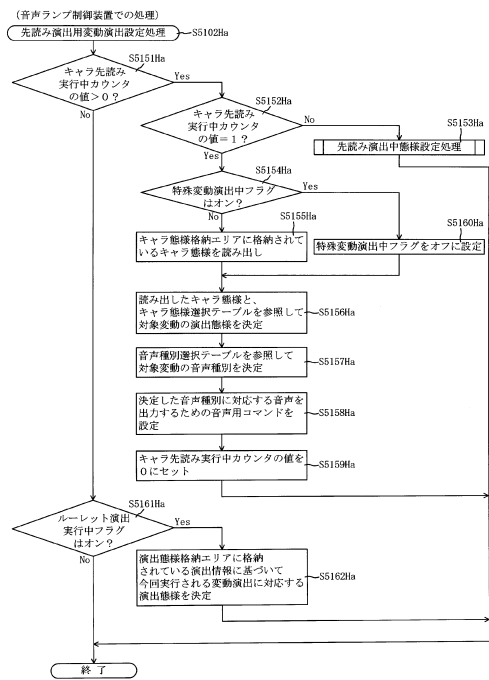 (音声ランプ制御装置での処理)
先読み演出用変動演出設定処理
S5102Ha
S5151Ha
キャラ先読み
実行中カウンタ
の値>0?
Yes
No
S5152Ha
キャラ先読み
実行中カウンタ
の値=1?
No
Yes
S5153Ha
先読み演出中態様設定処理
S5154Ha
特殊変動演出中フラグ
はオン?
Yes
No
S5155Ha
キャラ態様格納エリアに格納されて
いるキャラ態様を読み出し
S5160Ha
特殊変動演出中フラグをオフに設定
読み出したキャラ態様と、
キャラ態様選択テーブルを参照して
対象変動の演出態様を決定
S5156Ha
音声種別選択テーブルを参照して
対象変動の音声種別を決定
S5157Ha
決定した音声種別に対応する音声を
出力するための音声用コマンドを
設定
S5158Ha
キャラ先読み実行中カウンタの値を
0にセット
S5159Ha
S5161Ha
ルーレット演出
実行中フラグ
はオン?
Yes
No
演出態様格納エリアに格納
されている演出情報に基づいて
今回実行される変動演出に対応する
演出態様を決定
S5162Ha
終了